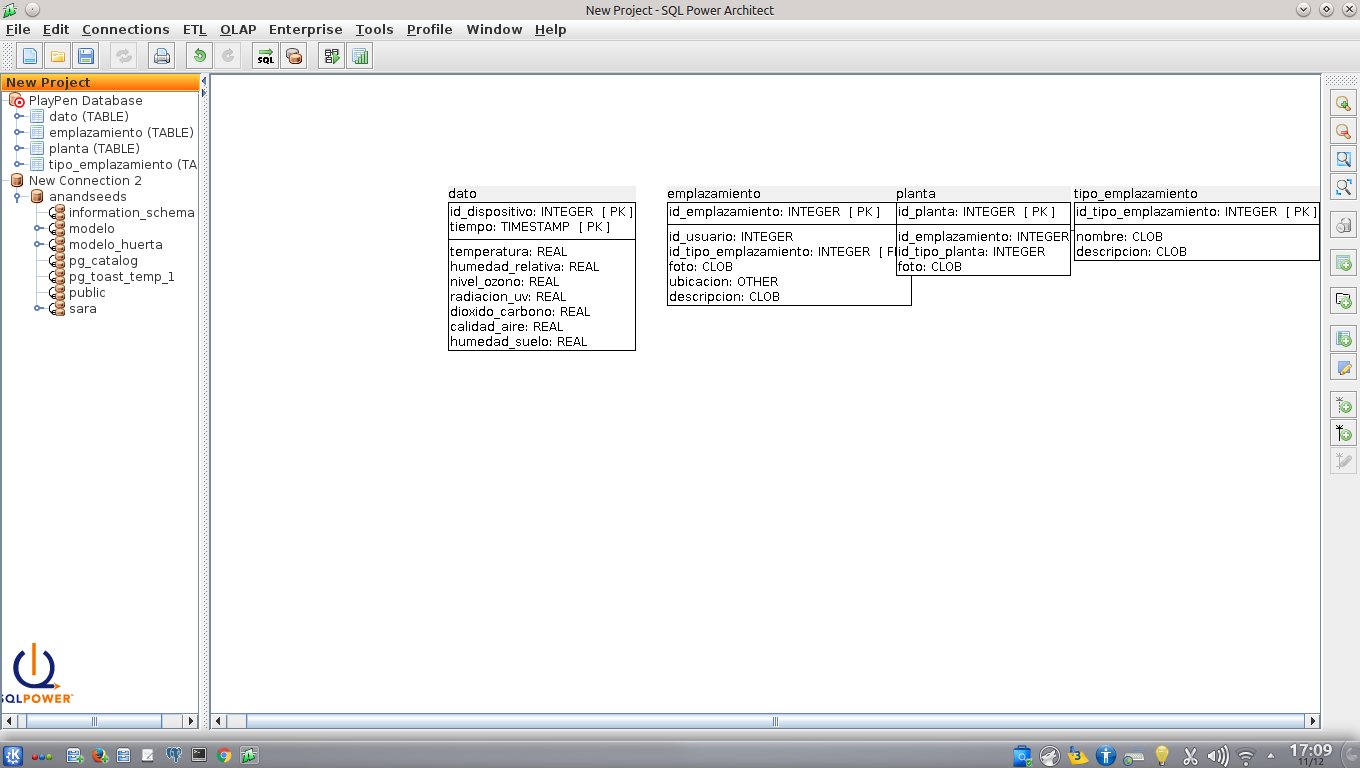 New Project - SQL Power Architect
File Edit Connections ETL OLAP Enterprise Tools Profile Window Help
SQL
New Project
PlayPen Database
dato (TABLE)
emplazamiento (TABLE)
planta (TABLE)
tipo_emplazamiento (TA
New Connection 2
anandseeds
information_schema
modelo
modelo_huerta
pg_catalog
pg_toast_temp_1
public
sara
SQLPOWER
dato
id_dispositivo: INTEGER [ PK ]
tiempo: TIMESTAMP [ PK ]
temperatura: REAL
humedad_relativa: REAL
nivel_ozono: REAL
radiacion_uv: REAL
dioxido_carbono: REAL
calidad_aire: REAL
humedad_suelo: REAL
emplazamiento
id_emplazamiento: INTEGER [ PK ]
id_usuario: INTEGER
id_tipo_emplazamiento: INTEGER [ F
foto: CLOB
ubicacion: OTHER
descripcion: CLOB
planta
id_planta: INTEGER [ PK ]
id_emplazamiento: INTEGER
id_tipo_planta: INTEGER
foto: CLOB
tipo_emplazamiento
id_tipo_emplazamiento: INTEGER [ PK ]
nombre: CLOB
descripcion: CLOB
3
17:09
11/12